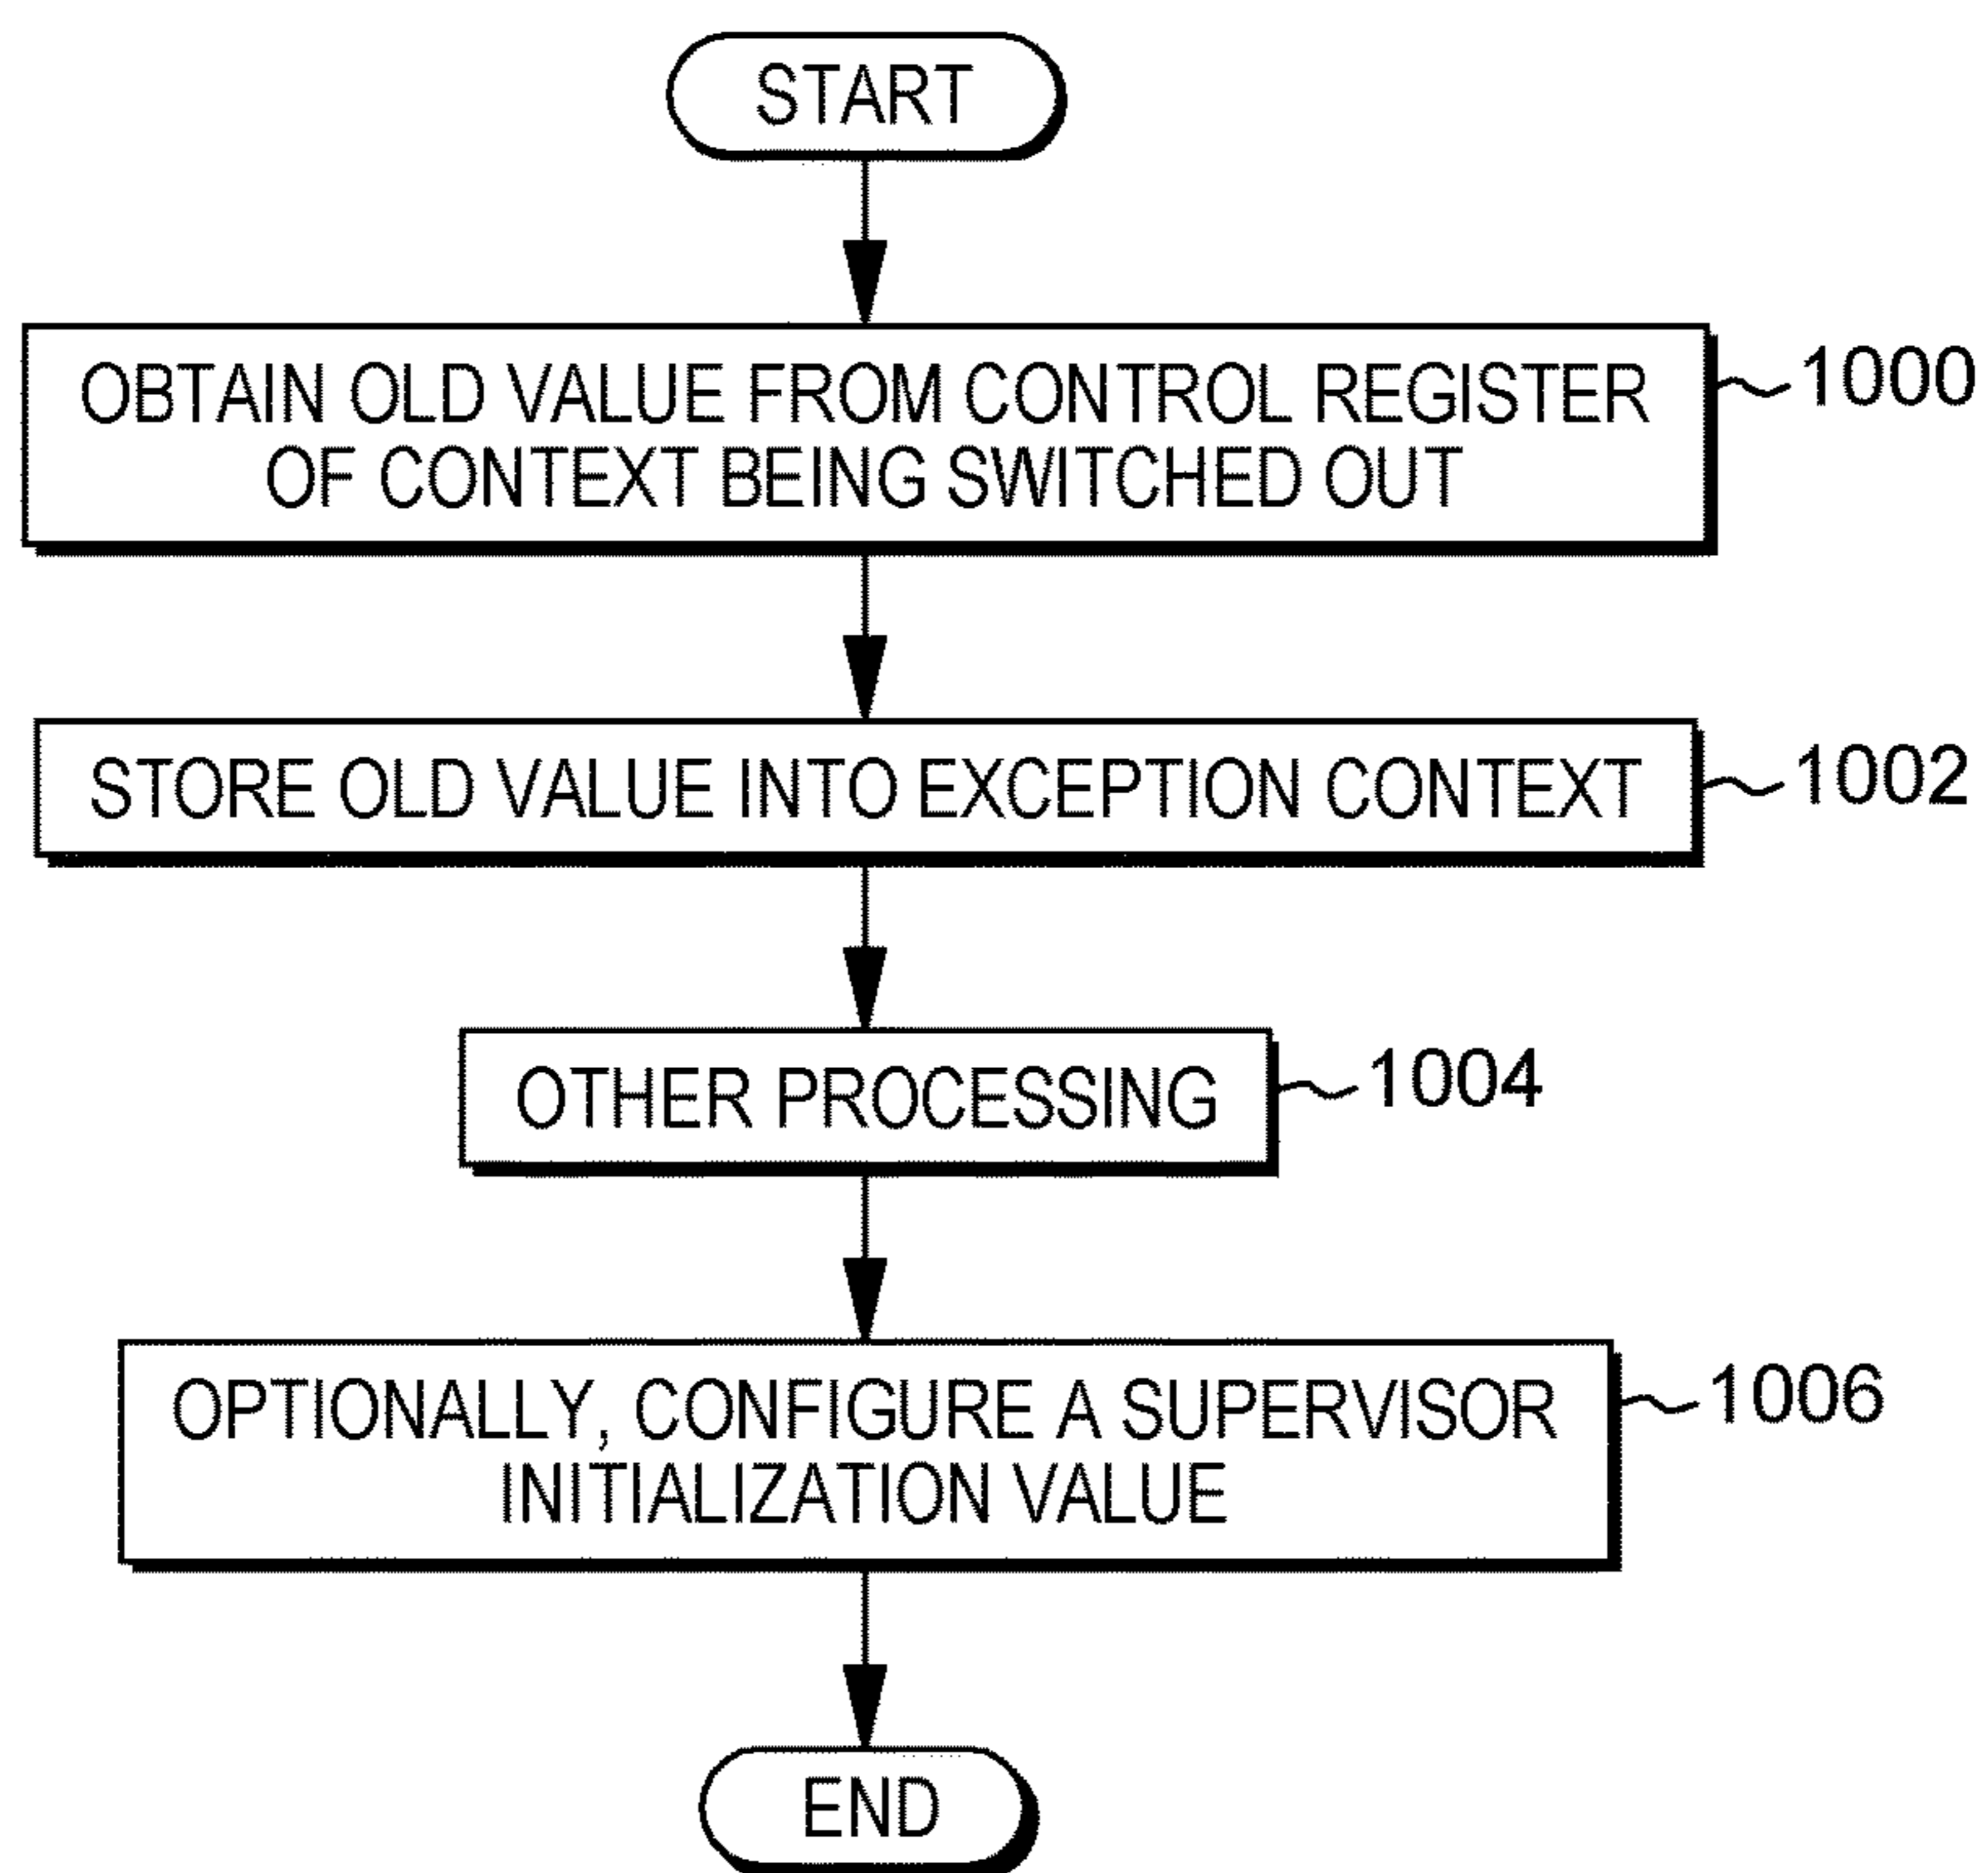 START
OBTAIN OLD VALUE FROM CONTROL REGISTER
OF CONTEXT BEING SWITCHED OUT
1000
STORE OLD VALUE INTO EXCEPTION CONTEXT
1002
OTHER PROCESSING
1004
OPTIONALLY, CONFIGURE A SUPERVISOR
INITIALIZATION VALUE
1006
END